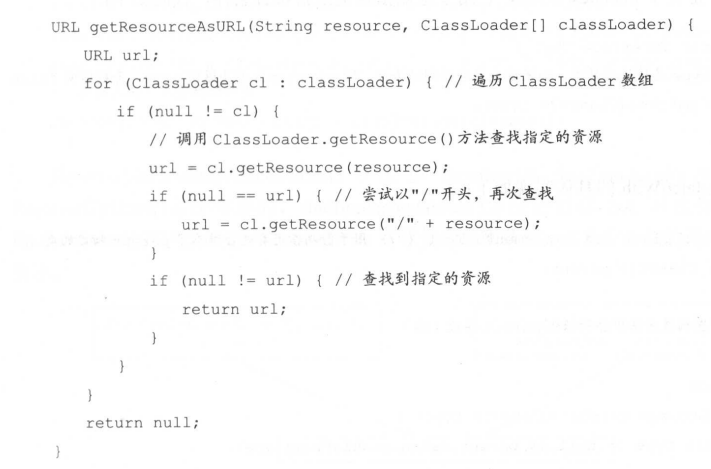 URL getResourceAsURL(String resource, ClassLoader[] classLoader) {
URL url;
for (ClassLoader cl : classLoader) { // 遍历 ClassLoader 数组
if (null != cl) {
// 调用 ClassLoader.getResource()方法查找指定的资源
url = cl.getResource(resource);
if (null == url) { // 尝试以"/"开头，再次查找
url = cl.getResource("/" + resource);
}
if (null != url) { // 查找到指定的资源
return url;
}
}
}
return null;
}